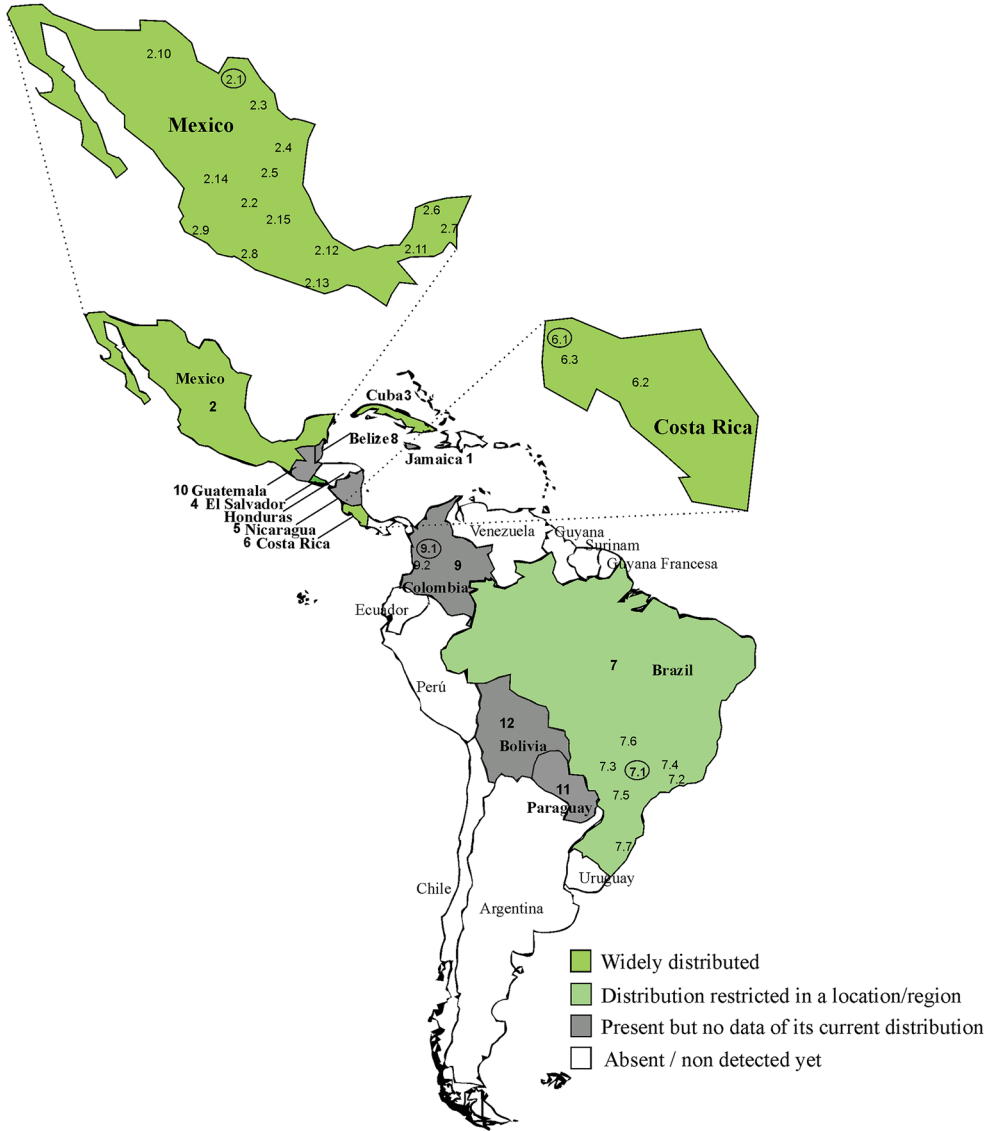 2.10
2.1
2.3
Mexico
2.4
2.5
2.14
2.2
2.6
2.15
2.7
2.9
2.12
2.11
2.8
2.13
6.1
6.3
6.2
Costa Rica
Mexico
2
Cuba3
Belize 8
Jamaica 1
10 Guatemala
4 El Salvador
Honduras
5 Nicaragua
6 Costa Rica
Venezuela
Guyana
Surinam
Guyana Francesa
9.1
9.2
9
Colombia
Ecuador
7
Brazil
Perú
12
Bolivia
7.6
7.3
7.1
7.4
7.2
7.5
11
Paraguay
7.7
Uruguay
Chile
Argentina
Widely distributed
Distribution restricted in a location/region
Present but no data of its current distribution
Absent / non detected yet